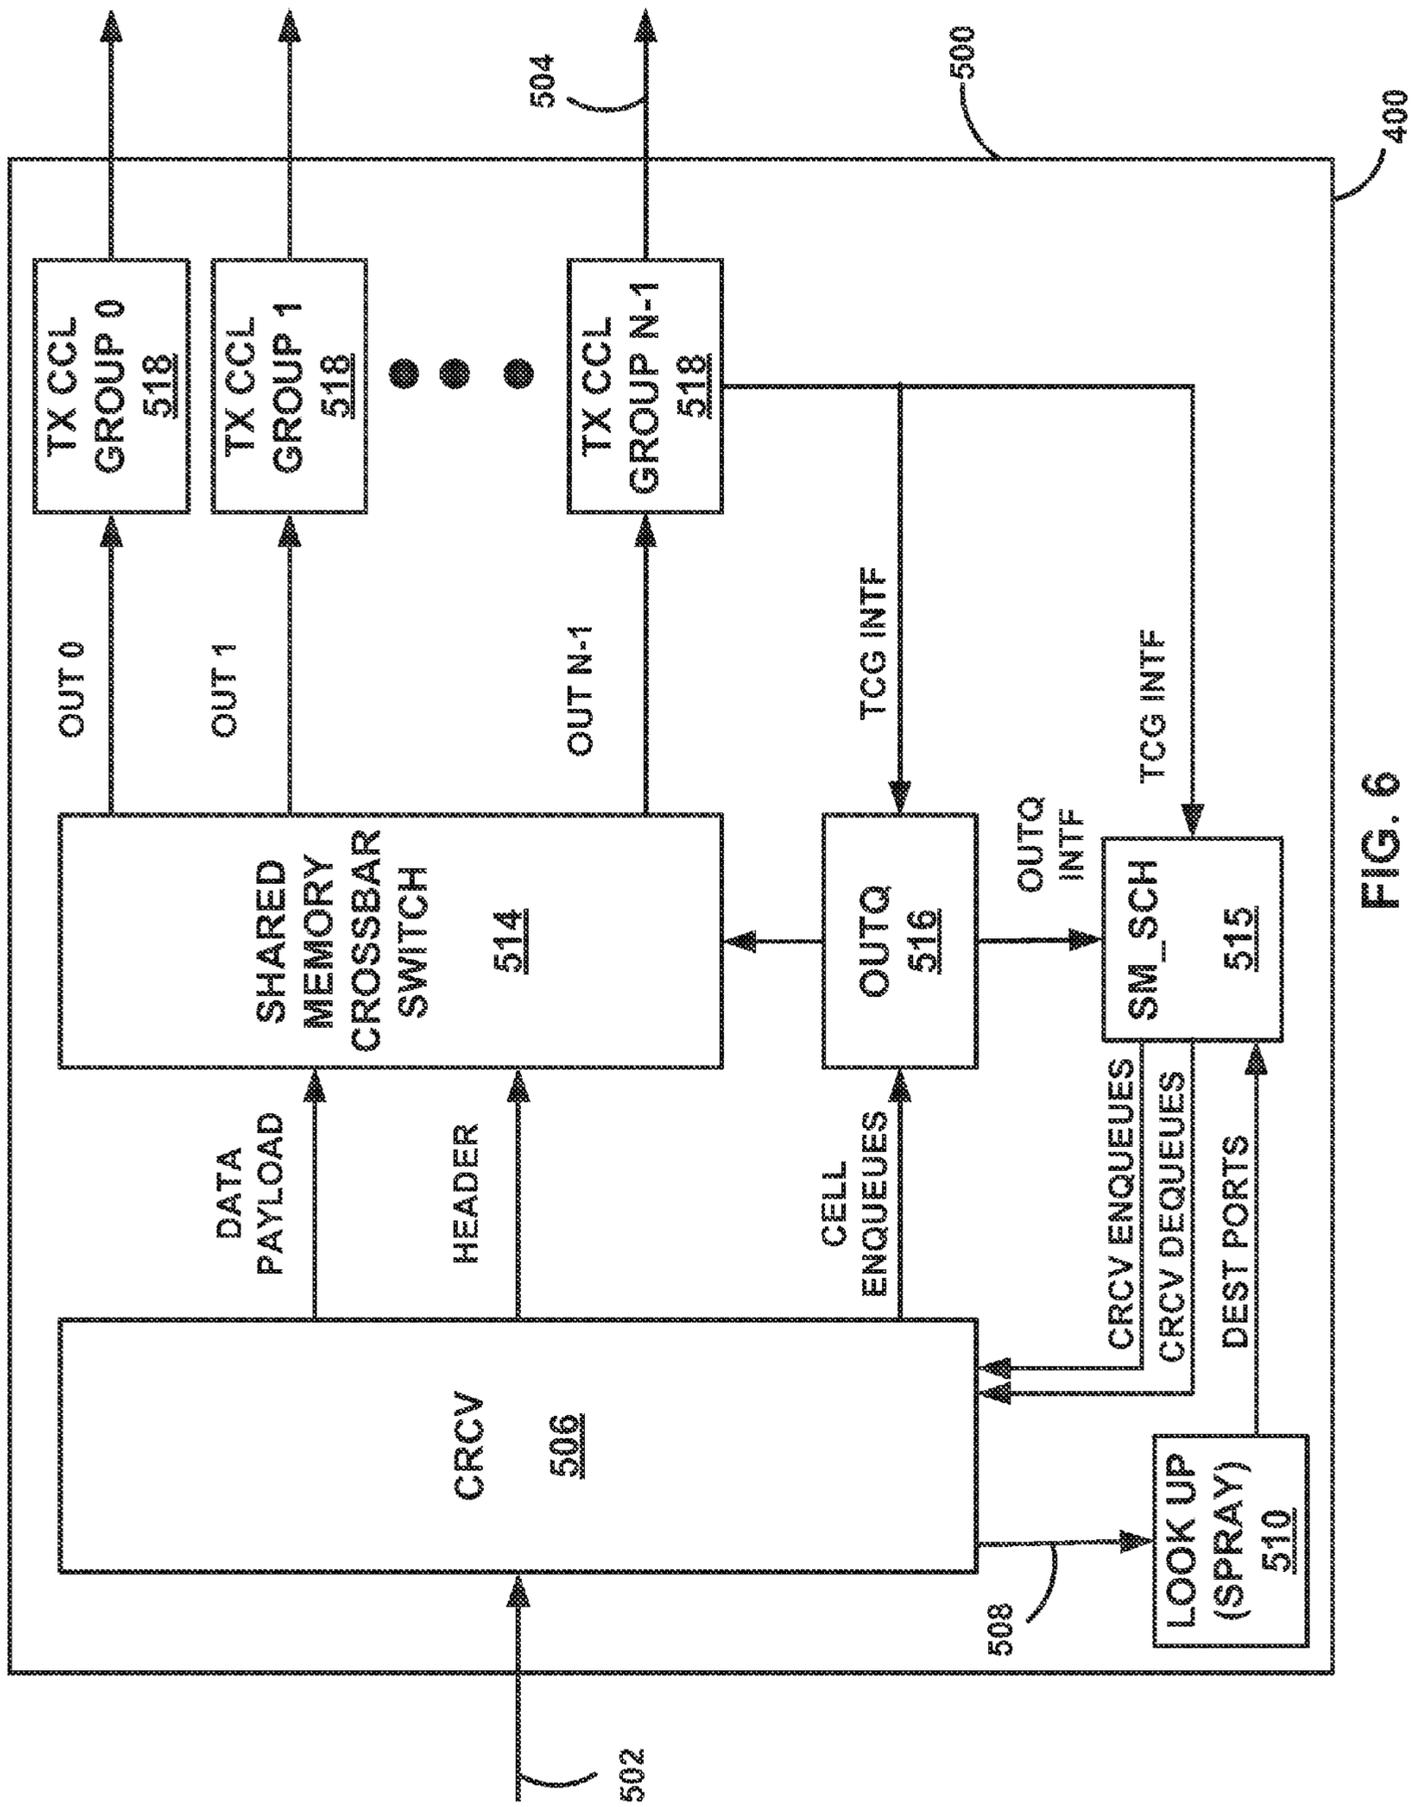 502
CRCV
506
508
LOOK UP
(SPRAY)
510
DATA
PAYLOAD
HEADER
CELL
ENQUEUES
CRCV ENQUEUES
CRCV DEQUEUES
DEST PORTS
SHARED
MEMORY
CROSSBAR
SWITCH
514
OUTQ
516
OUTQ
INTF
SM_SCH
515
OUT 0
OUT 1
OUT N-1
TCG INTF
TCG INTF
TX CCL
GROUP 0
518
TX CCL
GROUP 1
518
TX CCL
GROUP N-1
518
504
500
400
FIG. 6